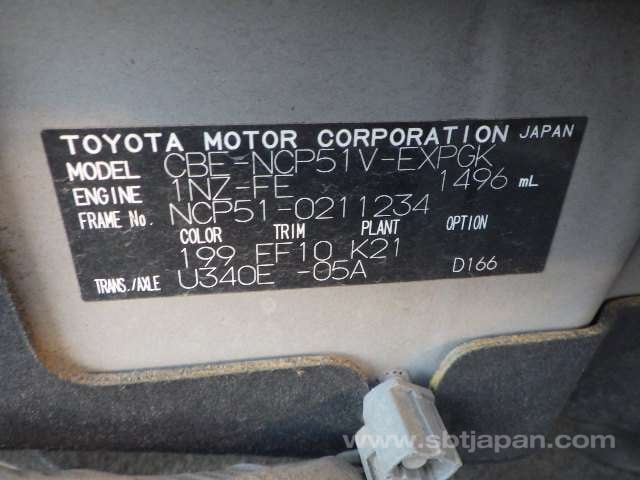 TOYOTA MOTOR CORPORATION JAPAN
MODEL CBE-NCP51V-EXPGK
ENGINE 1NZ-FE 1496 mL
FRAME No. NCP51-0211234
COLOR TRIM PLANT OPTION
199 FF10 K21
TRANS./AXLE U340E -05A D166
www.sbtjapan.com